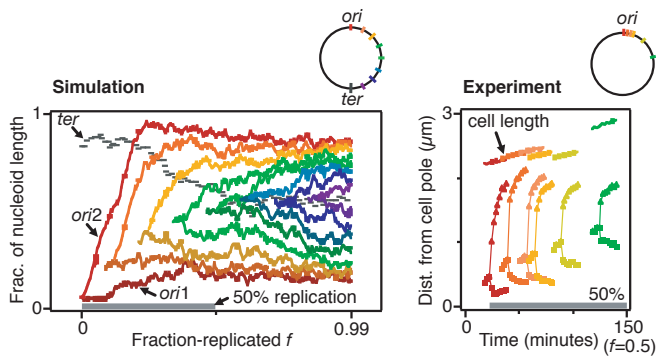 ori
ter
Simulation
1
Frac. of nucleoid length
0
ter
ori2
ori1
50% replication
0
0.99
Fraction-replicated f
ori
Experiment
3
Dist. from cell pole (μm)
0
cell length
50%
0
150
Time (minutes)
(f=0.5)